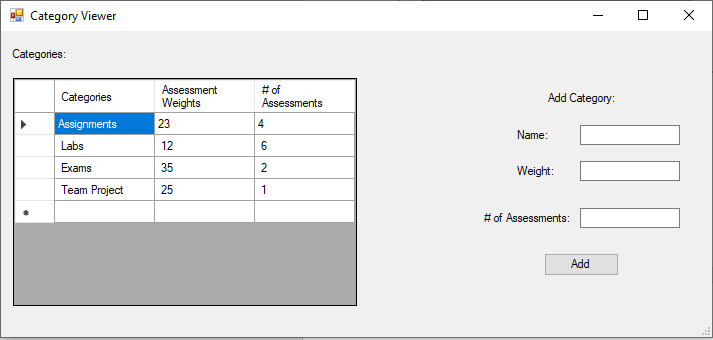 Category Viewer
Categories:
Categories Assessment Weights # of Assessments
Assignments 23 4
Labs 12 6
Exams 35 2
Team Project 25 1
Add Category:
Name:
Weight:
# of Assessments:
Add